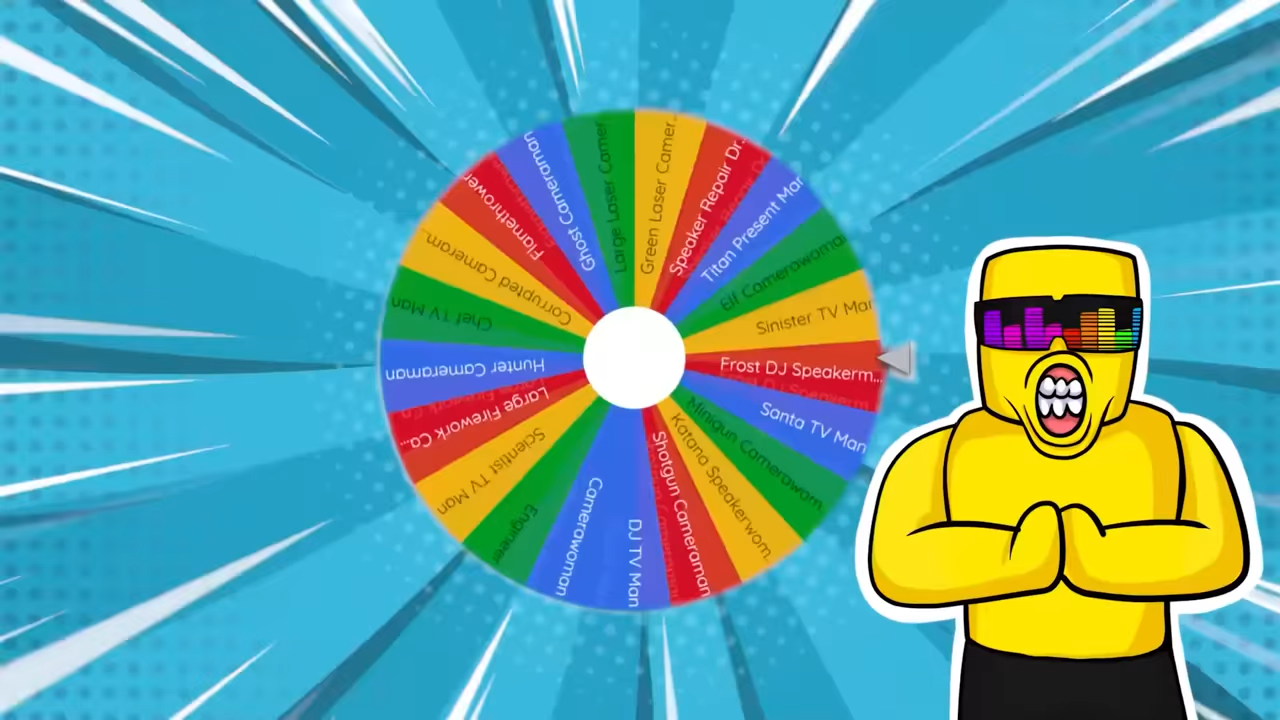 Large Laser Camer
Green Laser Camer..
Speaker Repair Dr..
Titan Present Man
Elf Camerawoman
Sinister TV Man
Frost DJ Speakerm...
Santa TV Man
Minigun Camerawom..
Katana Speakerwom..
Shotgun Cameraman
DJ TV Man
Camerawoman
Engineer
Scientist TV Man
Large Firework Ca...
Hunter Cameraman
Chef TV Man
Corrupted Cameram..
Flamethrower
Ghost Cameraman